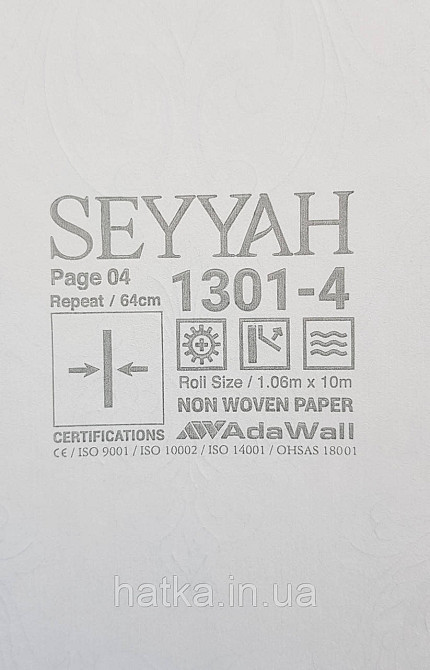 SEYYAH
Page 04
Repeat / 64cm
1301-4
Roll Size / 1.06m x 10m
NON WOVEN PAPER
CERTIFICATIONS
AdaWall
CE / ISO 9001 / ISO 10002 / ISO 14001 / OHSAS 18001
hatka.in.ua